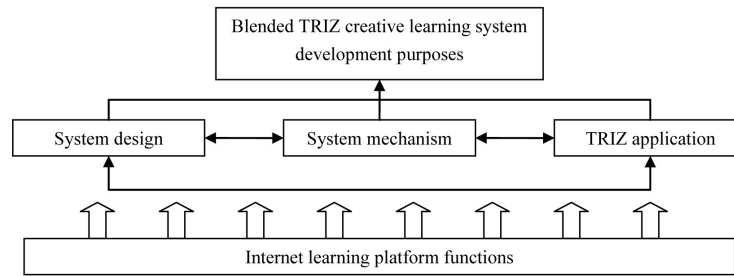 Blended TRIZ creative learning system
development purposes
System design
System mechanism
TRIZ application
Internet learning platform functions